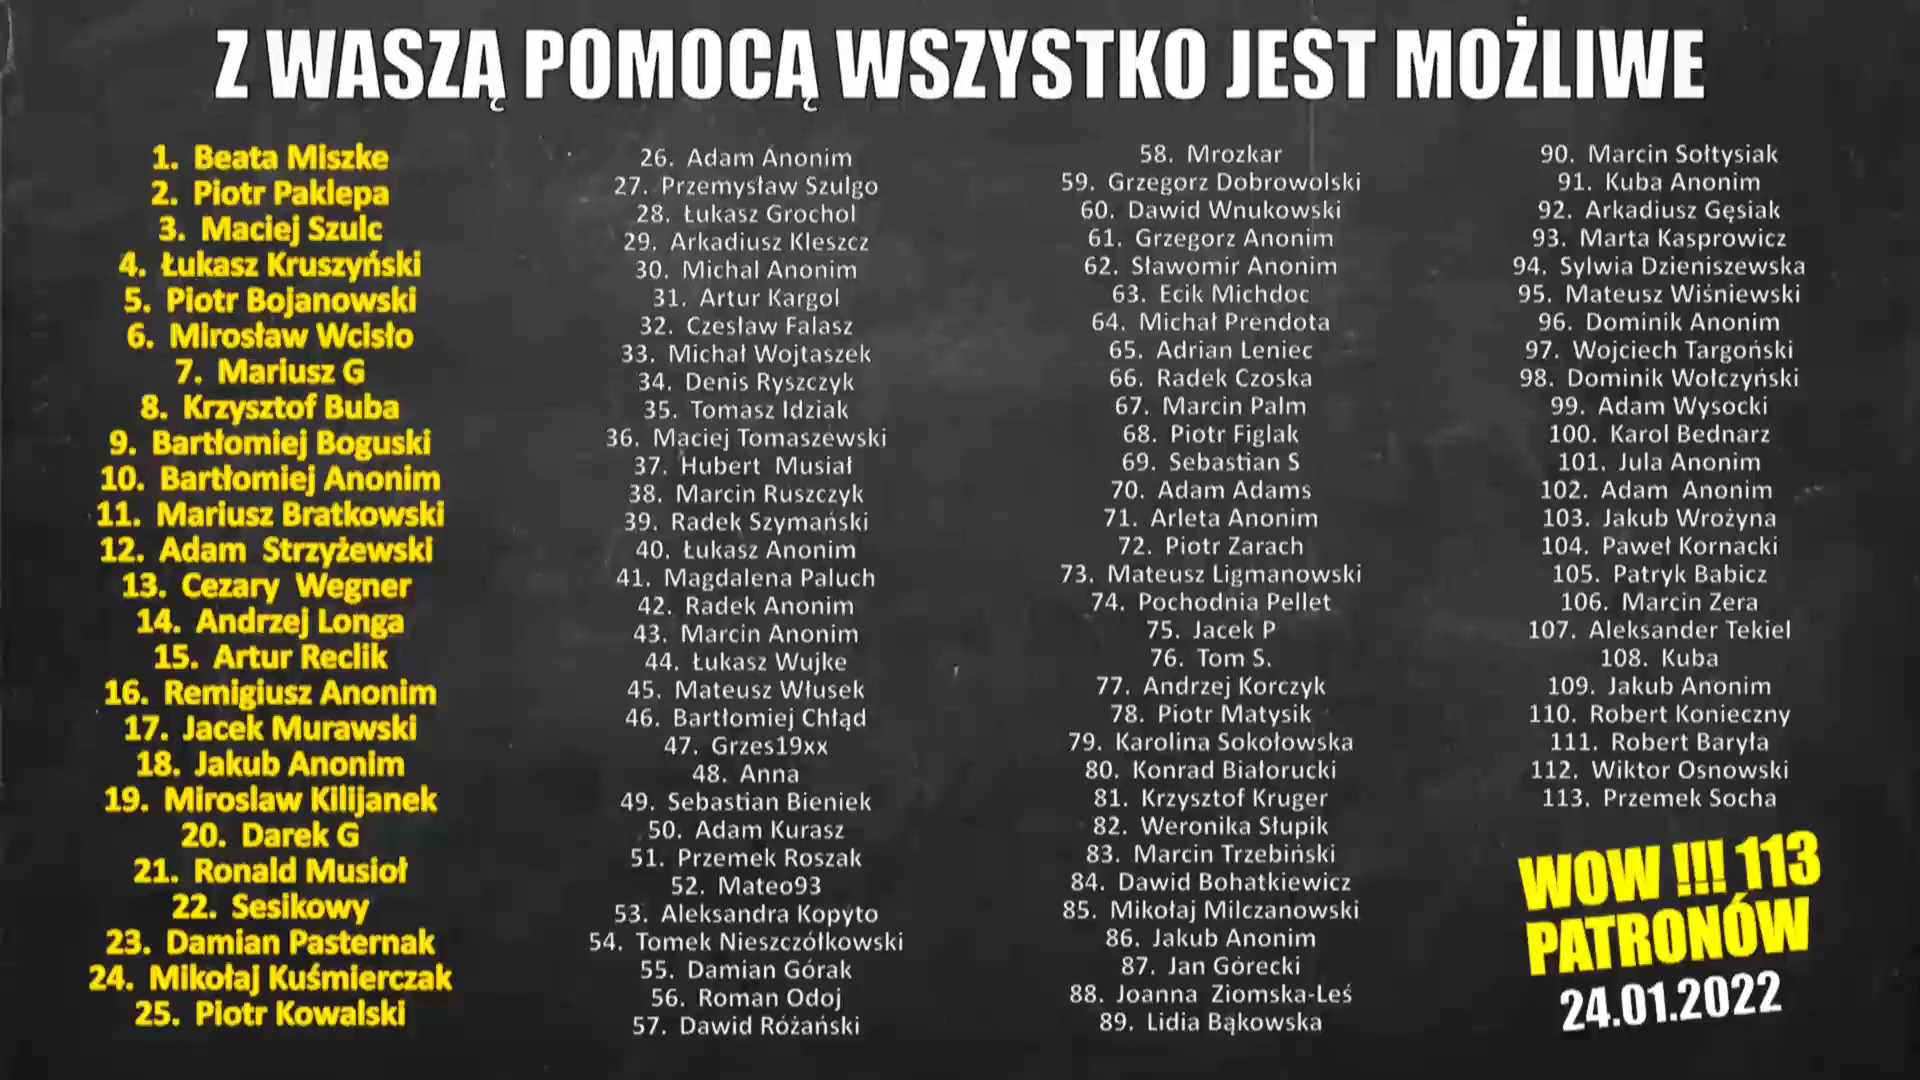 Z WASZĄ POMOCĄ WSZYSTKO JEST MOŻLIWE
1. Beata Miszke
2. Piotr Paklepa
3. Maciej Szulc
4. Łukasz Kruszyński
5. Piotr Bojanowski
6. Mirosław Wcisło
7. Mariusz G
8. Krzysztof Buba
9. Bartłomiej Boguski
10. Bartłomiej Anonim
11. Mariusz Bratkowski
12. Adam Strzyżewski
13. Cezary Wegner
14. Andrzej Longa
15. Artur Reclik
16. Remigiusz Anonim
17. Jacek Murawski
18. Jakub Anonim
19. Miroslaw Kilijanek
20. Darek G
21. Ronald Musioł
22. Sesikowy
23. Damian Pasternak
24. Mikołaj Kuśmierczak
25. Piotr Kowalski
26. Adam Anonim
27. Przemysław Szulgo
28. Łukasz Grochol
29. Arkadiusz Kleszcz
30. Michal Anonim
31. Artur Kargol
32. Czesław Falasz
33. Michał Wojtaszek
34. Denis Ryszczyk
35. Tomasz Idziak
36. Maciej Tomaszewski
37. Hubert Musiał
38. Marcin Ruszczyk
39. Radek Szymański
40. Łukasz Anonim
41. Magdalena Paluch
42. Radek Anonim
43. Marcin Anonim
44. Łukasz Wujke
45. Mateusz Włusek
46. Bartłomiej Chłąd
47. Grzes19xx
48. Anna
49. Sebastian Bieniek
50. Adam Kurasz
51. Przemek Roszak
52. Mateo93
53. Aleksandra Kopyto
54. Tomek Nieszczółkowski
55. Damian Górak
56. Roman Odoj
57. Dawid Różański
58. Mrozkar
59. Grzegorz Dobrowolski
60. Dawid Wnukowski
61. Grzegorz Anonim
62. Sławomir Anonim
63. Ecik Michdoc
64. Michał Prendota
65. Adrian Leniec
66. Radek Czoska
67. Marcin Palm
68. Piotr Figlak
69. Sebastian S
70. Adam Adams
71. Arleta Anonim
72. Piotr Zarach
73. Mateusz Ligmanowski
74. Pochodnia Pellet
75. Jacek P
76. Tom S.
77. Andrzej Korczyk
78. Piotr Matysik
79. Karolina Sokołowska
80. Konrad Białorucki
81. Krzysztof Kruger
82. Weronika Słupik
83. Marcin Trzebiński
84. Dawid Bohatkiewicz
85. Mikołaj Milczanowski
86. Jakub Anonim
87. Jan Górecki
88. Joanna Ziomska-Leś
89. Lidia Bąkowska
90. Marcin Sołtysiak
91. Kuba Anonim
92. Arkadiusz Gęsiak
93. Marta Kasprowicz
94. Sylwia Dzieniszewska
95. Mateusz Wiśniewski
96. Dominik Anonim
97. Wojciech Targoński
98. Dominik Wołczyński
99. Adam Wysocki
100. Karol Bednarz
101. Jula Anonim
102. Adam Anonim
103. Jakub Wrożyna
104. Paweł Kornacki
105. Patryk Babicz
106. Marcin Zera
107. Aleksander Tekiel
108. Kuba
109. Jakub Anonim
110. Robert Konieczny
111. Robert Baryła
112. Wiktor Osnowski
113. Przemek Socha
WOW !!! 113
PATRONÓW
24.01.2022